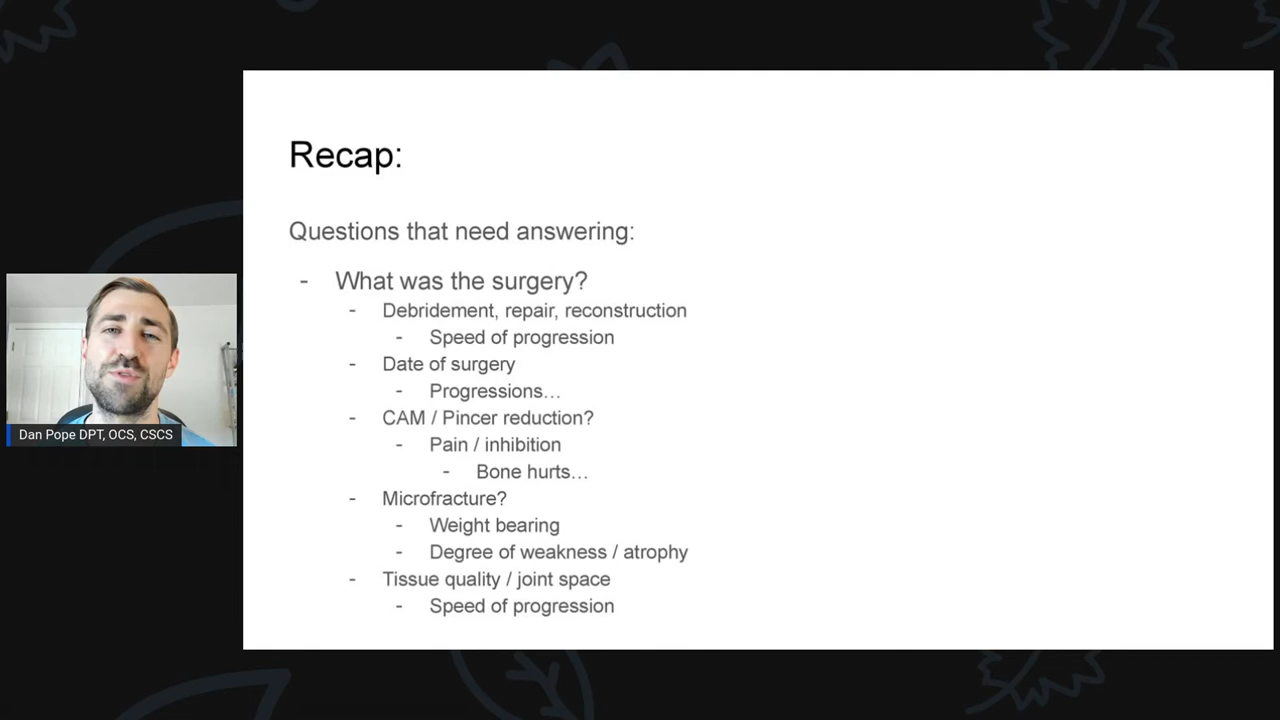 Recap:
Questions that need answering:
- What was the surgery?
- Debridement, repair, reconstruction
- Speed of progression
- Date of surgery
- Progressions…
- CAM / Pincer reduction?
- Pain / inhibition
- Bone hurts…
- Microfracture?
- Weight bearing
- Degree of weakness / atrophy
- Tissue quality / joint space
- Speed of progression
Dan Pope DPT, OCS, CSCS